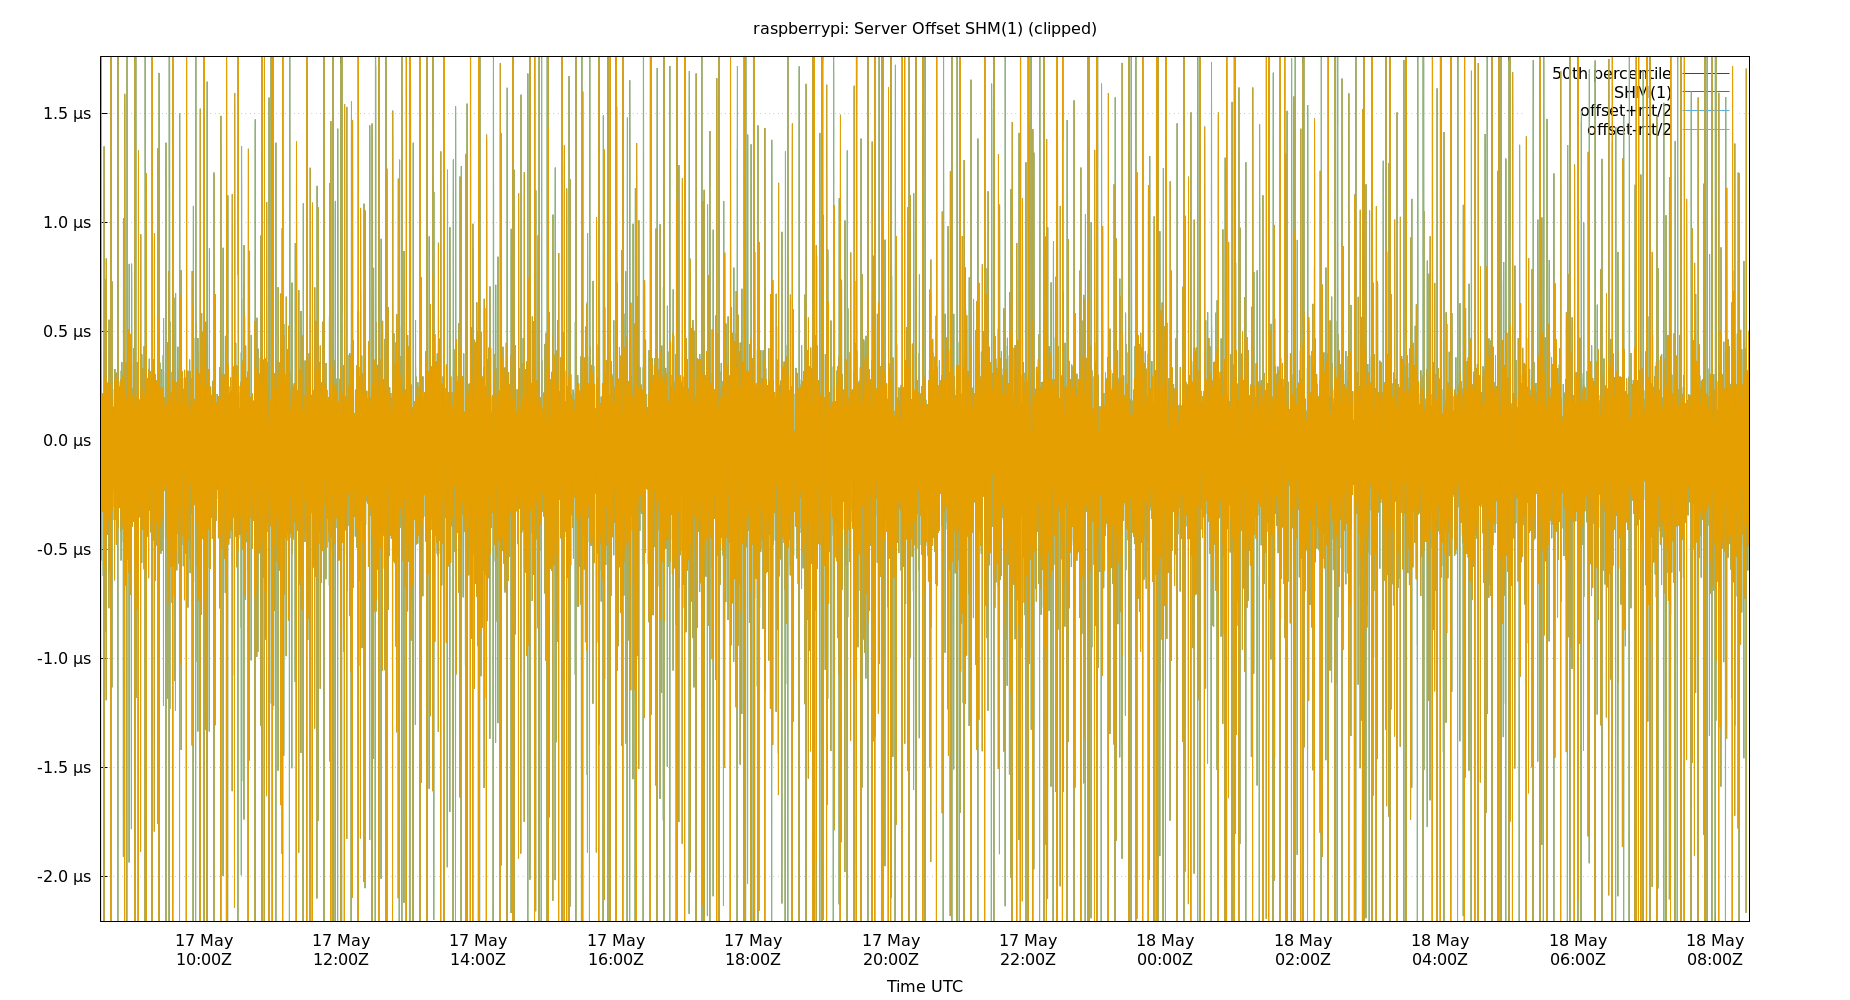 raspberrypi: Server Offset SHM(1) (clipped)
50th percentile
SHM(1)
offset+rtt/2
offset-rtt/2
1.5 µs
1.0 µs
0.5 µs
0.0 µs
-0.5 µs
-1.0 µs
-1.5 µs
-2.0 µs
17 May 17 May 17 May 17 May 17 May 17 May 17 May 18 May 18 May 18 May 18 May 18 May
10:00Z 12:00Z 14:00Z 16:00Z 18:00Z 20:00Z 22:00Z 00:00Z 02:00Z 04:00Z 06:00Z 08:00Z
Time UTC